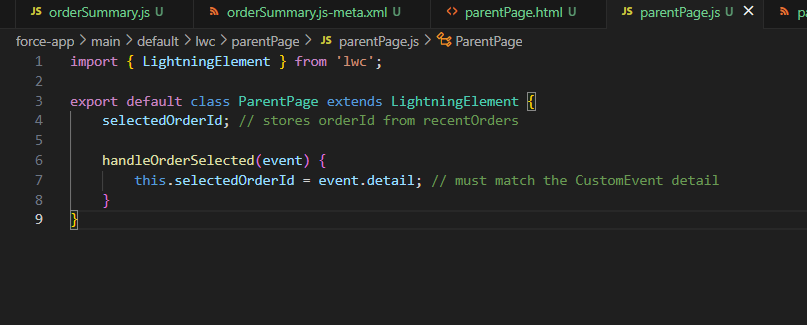 JS orderSummary.js U
orderSummary.js-meta.xml U
<> parentPage.html U
JS parentPage.js U
force-app > main > default > lwc > parentPage > JS parentPage.js > ParentPage
1 import { LightningElement } from 'lwc';
2
3 export default class ParentPage extends LightningElement {
4 selectedOrderId; // stores orderId from recentOrders
5
6 handleOrderSelected(event) {
7 this.selectedOrderId = event.detail; // must match the CustomEvent detail
8 }
9 }